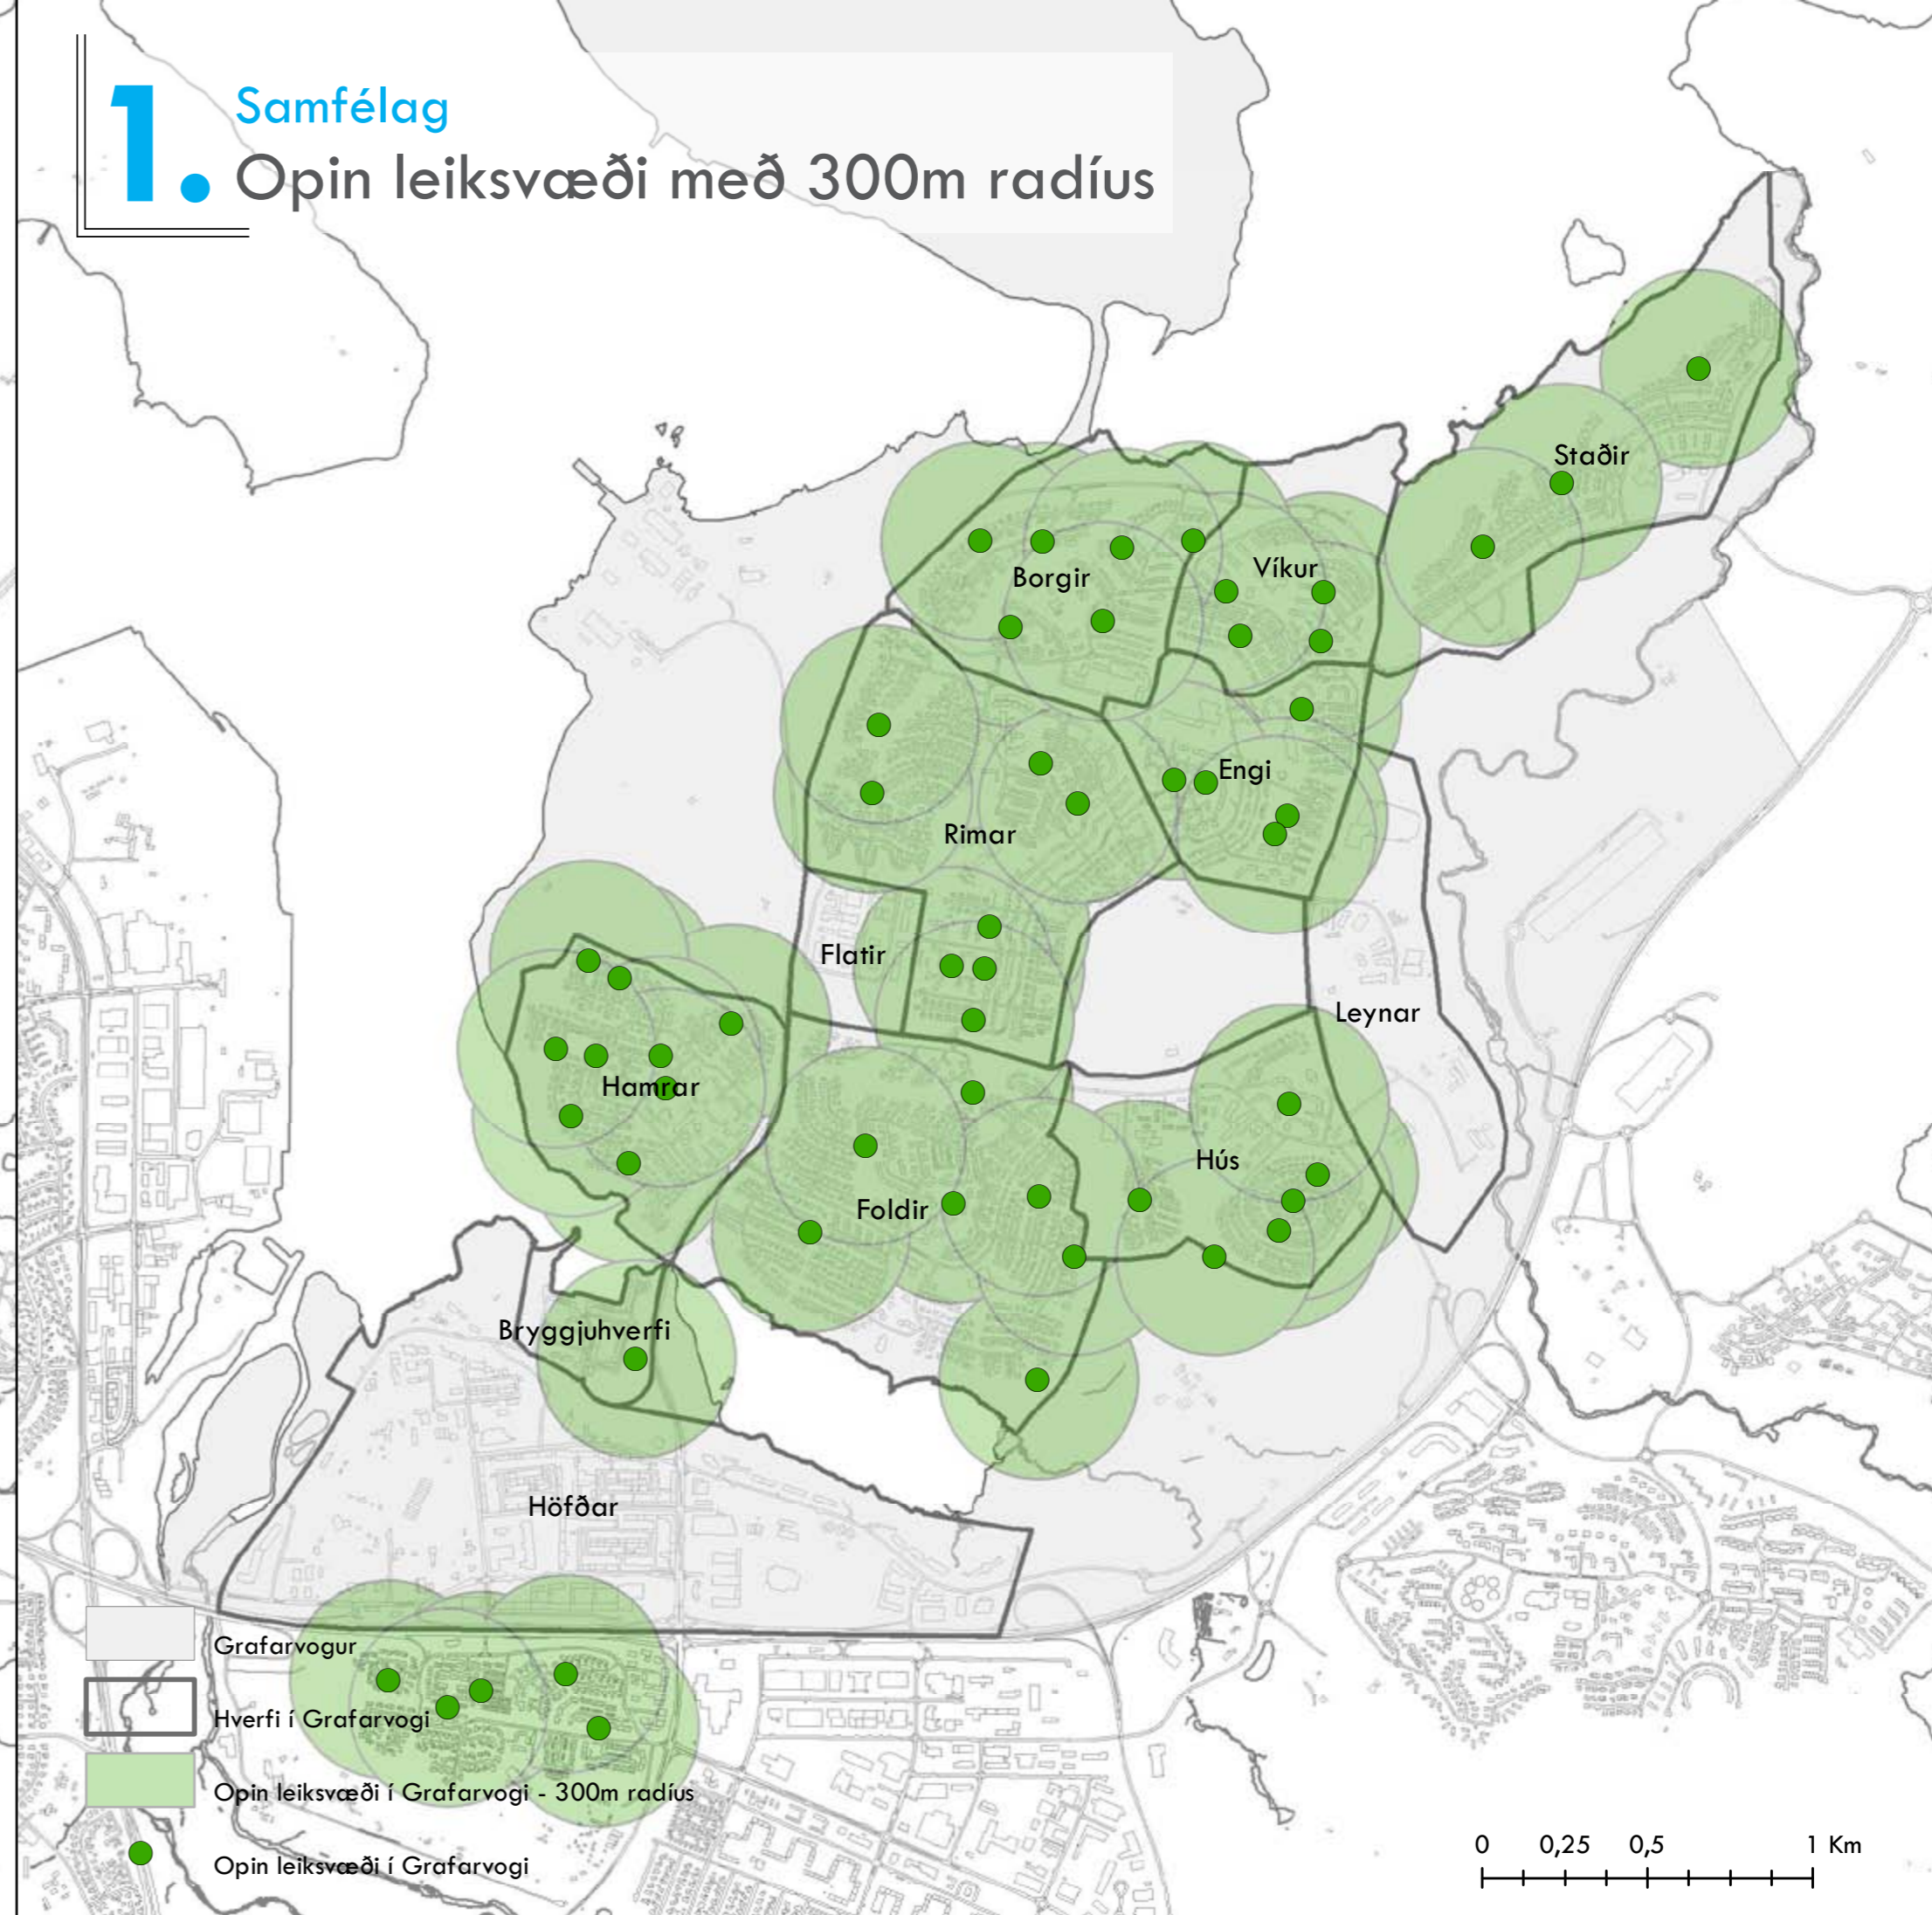 1.
Samfélag
Opin leiksvæði með 300m radíus
Staðir
Borgir
Víkur
Engi
Rimar
Flatir
Leynar
Hamrar
Hús
Foldir
Bryggjuhverfi
Höfðar
Grafarvogur
Hverfi í Grafarvogi
Opin leiksvæði í Grafarvogi - 300m radíus
Opin leiksvæði í Grafarvogi
0 0,25 0,5 1 Km